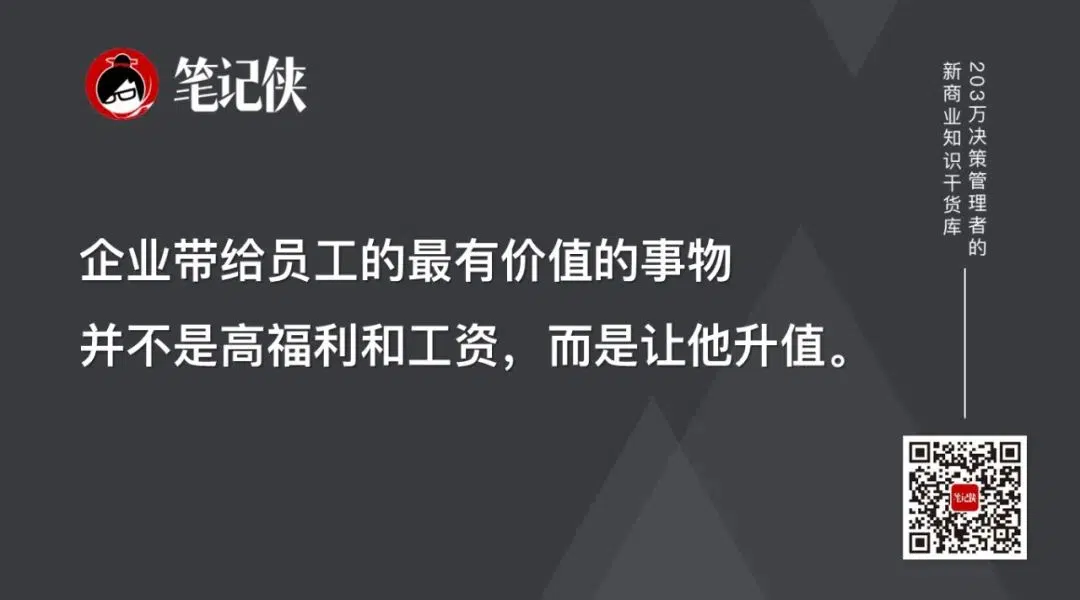 笔记侠
企业带给员工的最有价值的事物
并不是高福利和工资，而是让他升值。
203万决策管理者的
新商业知识干货库
笔记侠